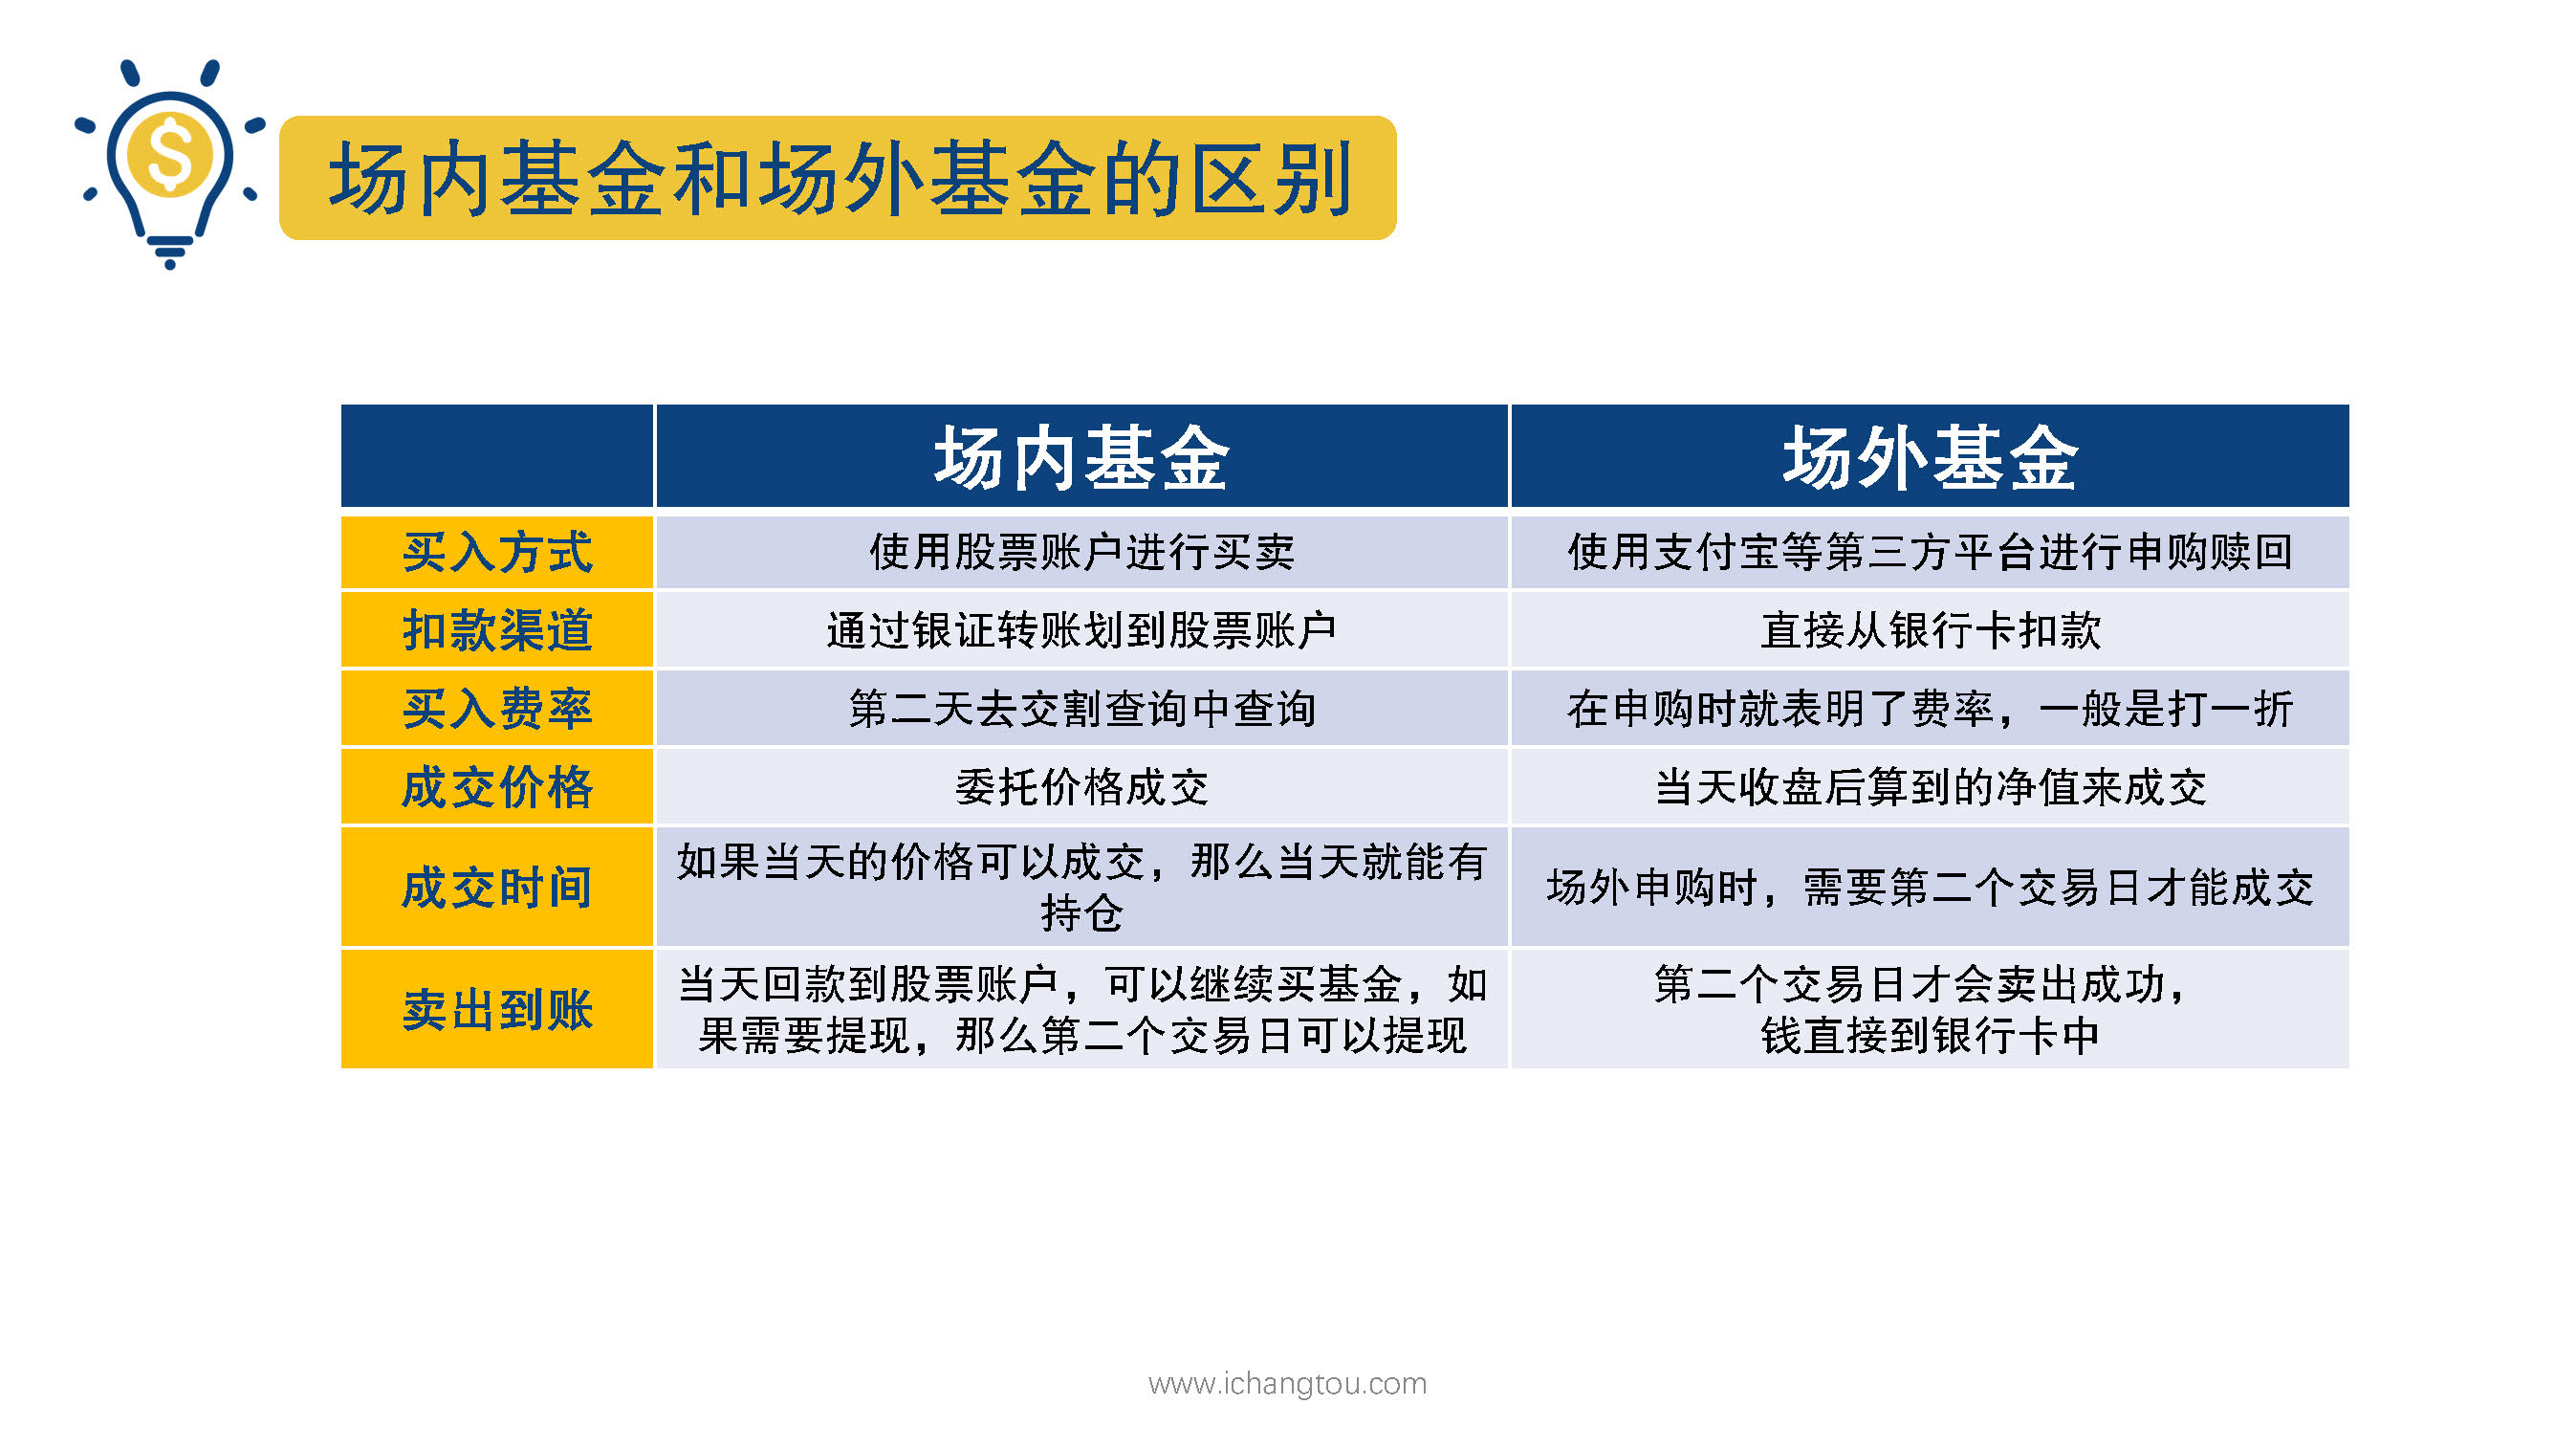 场内基金和场外基金的区别
场内基金 场外基金
买入方式 使用股票账户进行买卖 使用支付宝等第三方平台进行申购赎回
扣款渠道 通过银证转账划到股票账户 直接从银行卡扣款
买入费率 第二天去交割查询中查询 在申购时就表明了费率，一般是打一折
成交价格 委托价格成交 当天收盘后算到的净值来成交
成交时间 如果当天的价格可以成交，那么当天就能有
持仓 场外申购时，需要第二个交易日才能成交
卖出到账 当天回款到股票账户，可以继续买基金，如
果需要提现，那么第二个交易日可以提现 第二个交易日才会卖出成功，
钱直接到银行卡中
www.ichangtou.com